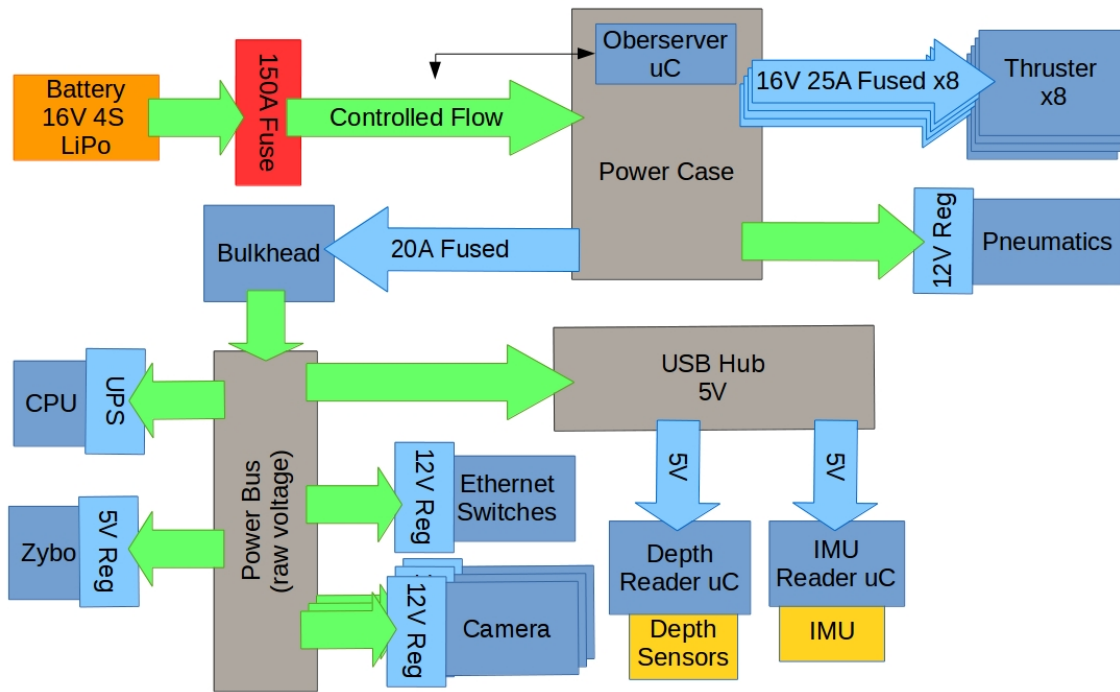 Battery
16V 4S
LiPo
150A Fuse
Controlled Flow
Oberserver
uC
Power Case
16V 25A Fused x8
Thruster
x8
12V Reg
Pneumatics
20A Fused
Bulkhead
CPU
UPS
Power Bus
(raw voltage)
USB Hub
5V
5V
5V
12V Reg
Ethernet
Switches
Zybo
5V Reg
12V Reg
Camera
Depth
Reader uC
Depth
Sensors
IMU
Reader uC
IMU